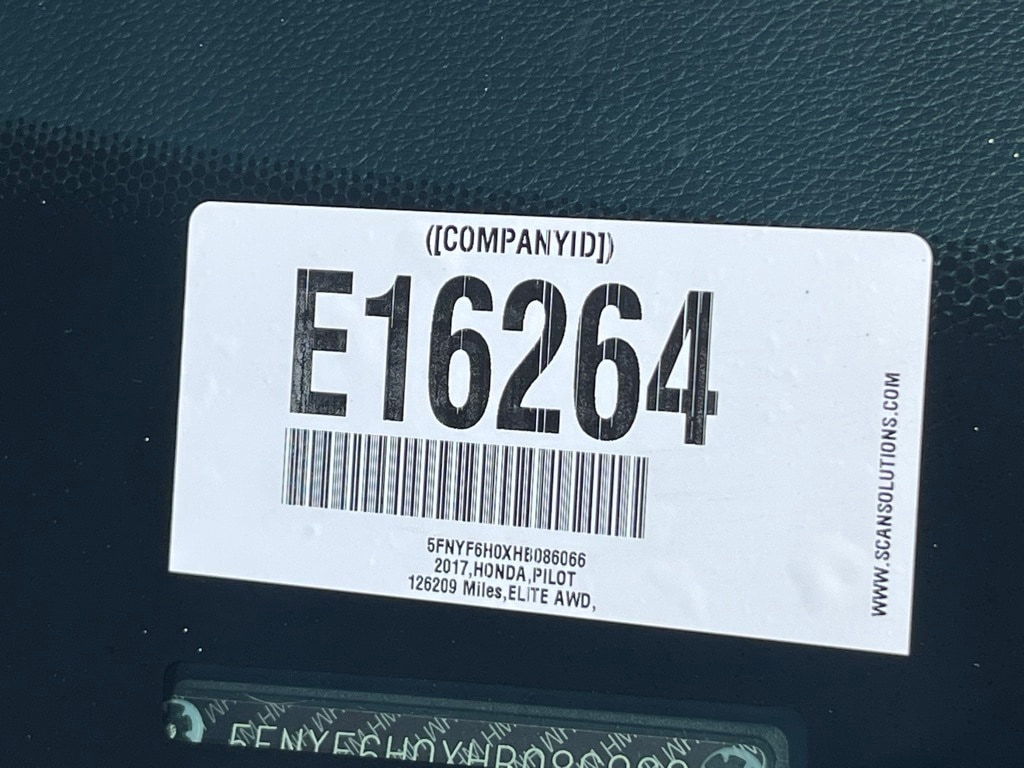 ([COMPANYID])
E16264
5FNYF6H0XHB086066
2017,HONDA,PILOT
126209 Miles,ELITE AWD,
WWW.SCANSOLUTIONS.COM